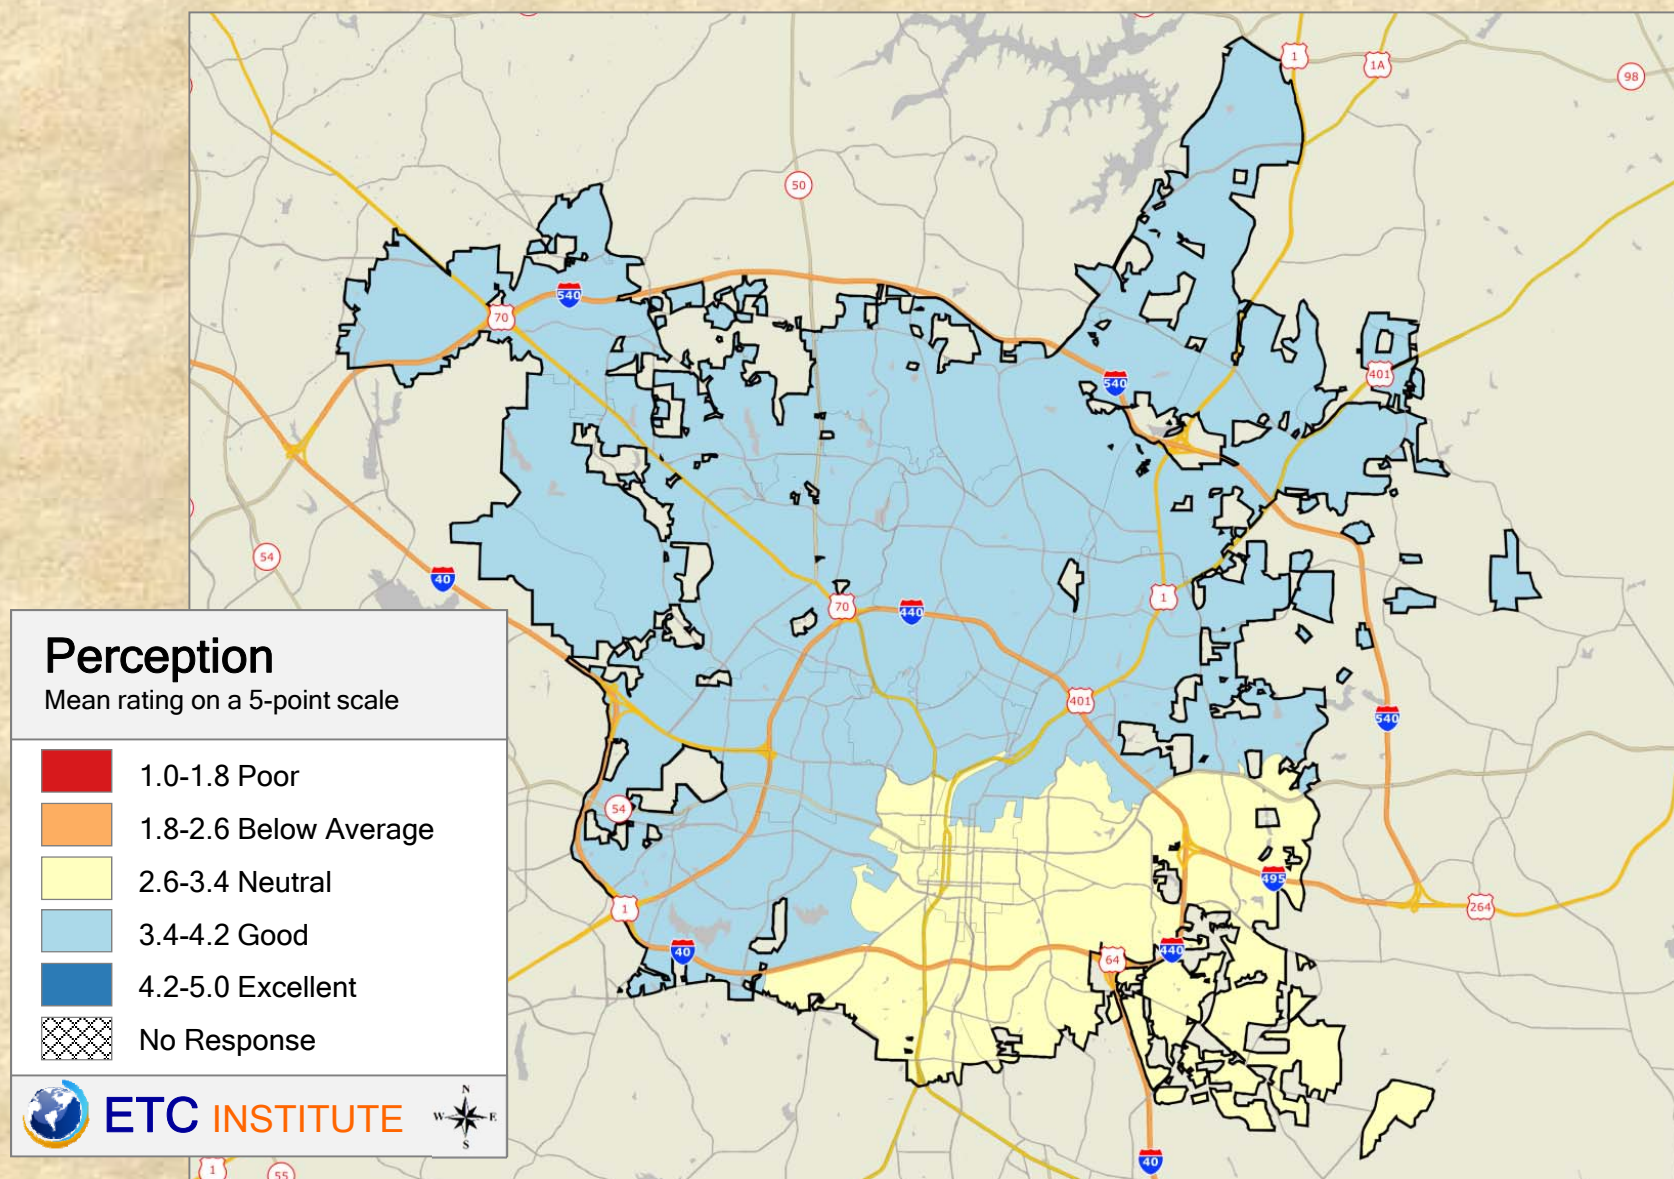 1
1A
98
50
540
70
401
540
54
40
70
440
1
401
540
Perception
Mean rating on a 5-point scale
1.0-1.8 Poor
1.8-2.6 Below Average
2.6-3.4 Neutral
3.4-4.2 Good
4.2-5.0 Excellent
No Response
ETC INSTITUTE
N
W E
S
54
495
1
264
40
440
64
40
1
55